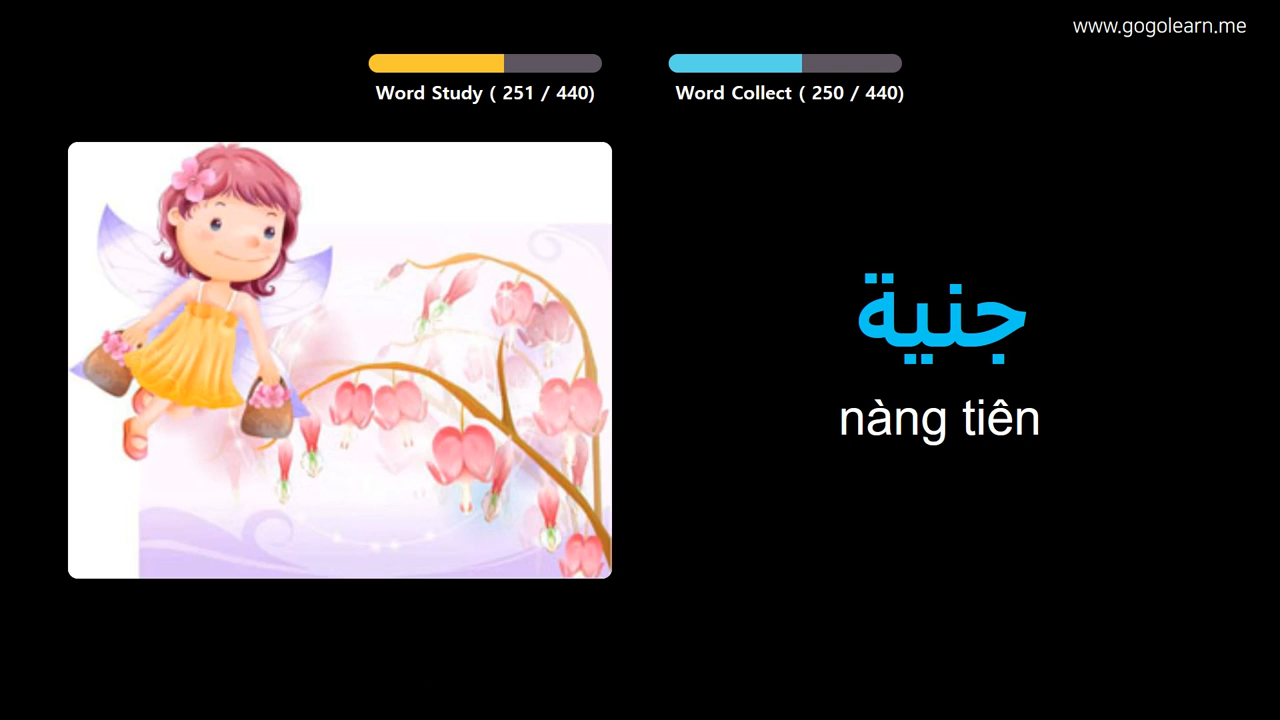 www.gogolearn.me
Word Study ( 251 / 440)
Word Collect ( 250 / 440)
جنية
nàng tiên